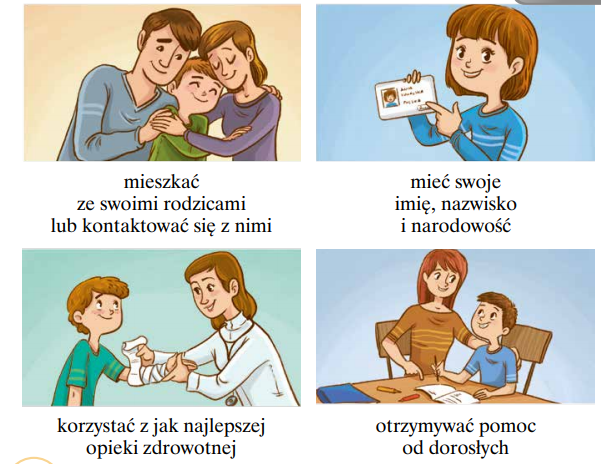 mieszkać
ze swoimi rodzicami
lub kontaktować się z nimi
mieć swoje
imię, nazwisko
i narodowość
korzystać z jak najlepszej
opieki zdrowotnej
otrzymywać pomoc
od dorosłych